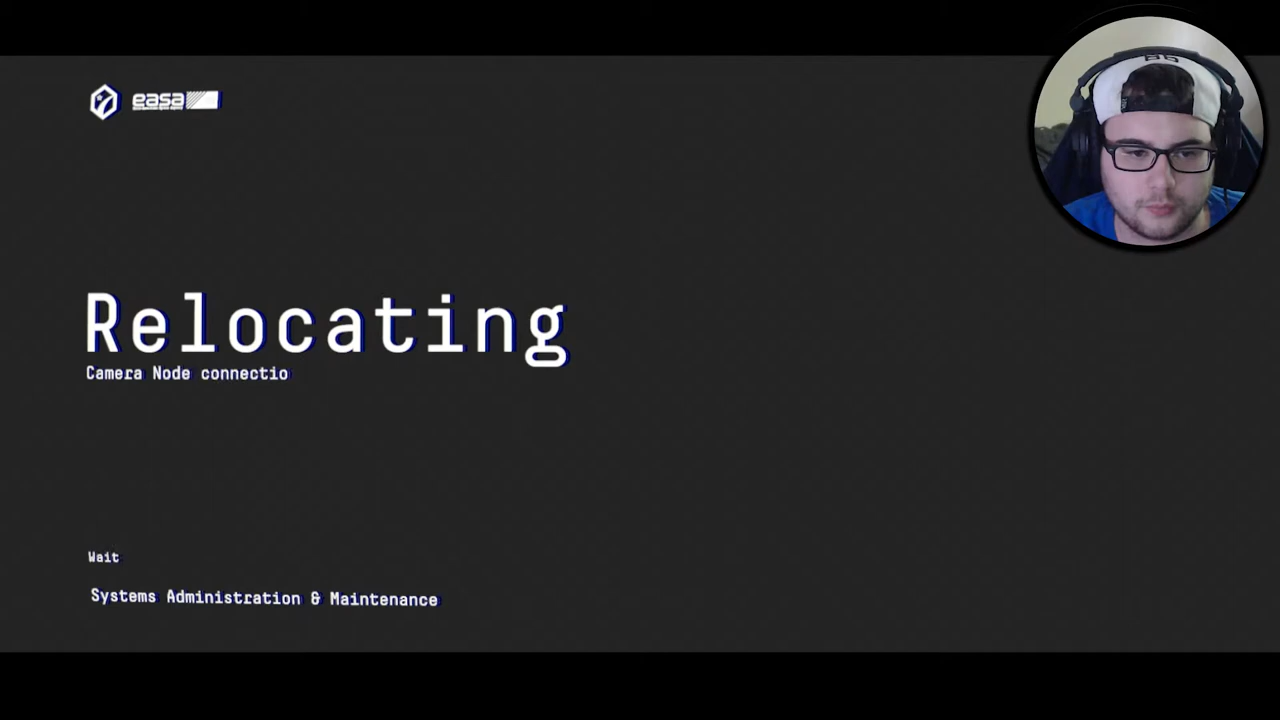 easa
Relocating
Camera Node connectio
Wait
Systems Administration & Maintenance